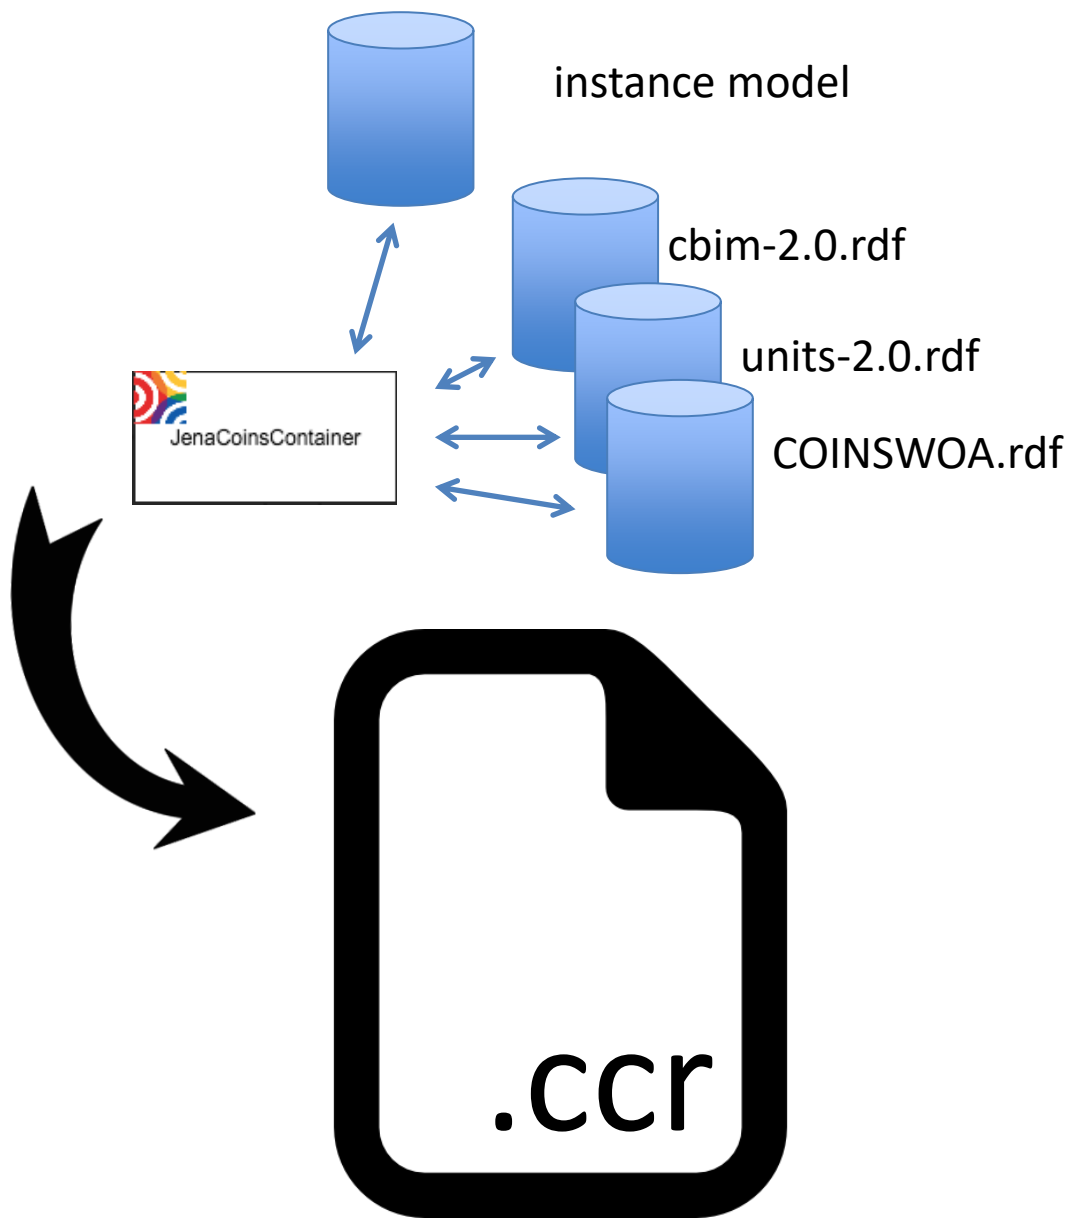 instance model
cbim-2.0.rdf
units-2.0.rdf
JenaCoinsContainer
COINSWOA.rdf
.ccr